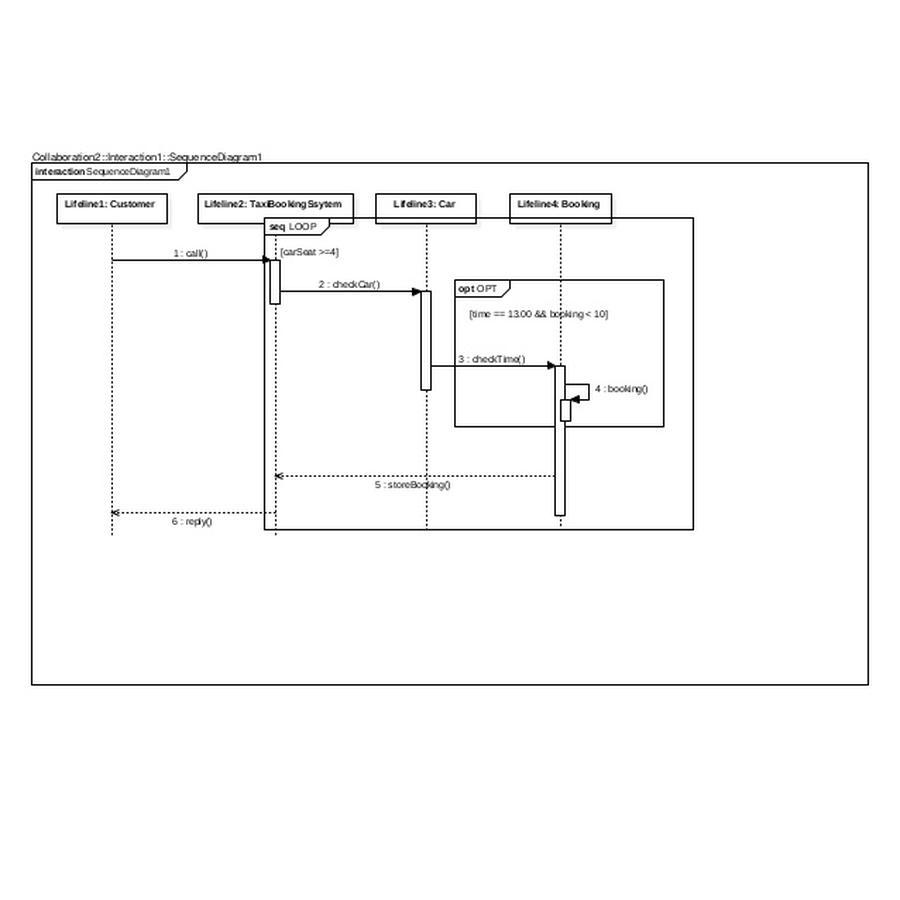 Collaboration2::Interaction1::SequenceDiagram1
interaction SequenceDiagram1
Lifeline1: Customer
Lifeline2: TaxiBookingSsytem
Lifeline3: Car
Lifeline4: Booking
seq LOOP
[carSeat >=4]
1 : call()
2 : checkCar()
opt OPT
[time == 13.00 && booking < 10]
3 : checkTime()
4 : booking()
5 : storeBooking()
6 : reply()